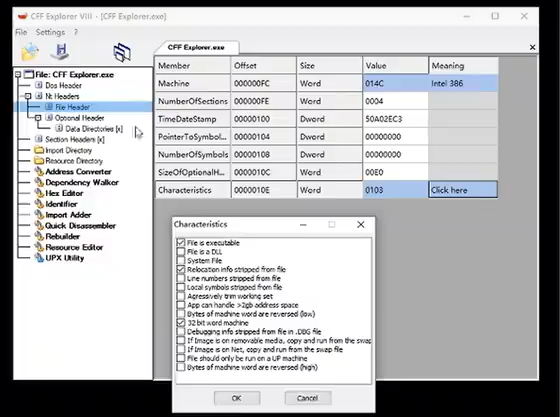 CFF Explorer VIII - [CFF Explorer.exe]
File Settings ?
CFF Explorer.exe
File: CFF Explorer.exe
Dos Header
Nt Headers
File Header
Optional Header
Data Directories [x]
Section Headers [x]
Import Directory
Resource Directory
Address Converter
Dependency Walker
Hex Editor
Identifier
Import Adder
Quick Disassembler
Rebuilder
Resource Editor
UPX Utility
Member Offset Size Value Meaning
Machine 000000FC Word 014C Intel 386
NumberOfSections 000000FE Word 0004
TimeDateStamp 00000100 Dword 50A02EC3
PointerToSymbol... 00000104 Dword 00000000
NumberOfSymbols 00000108 Dword 00000000
SizeOfOptionalH... 0000010C Word 00E0
Characteristics 0000010E Word 0103 Click here
Characteristics
File is executable
File is a DLL
System File
Relocation info stripped from file
Line numbers stripped from file
Local symbols stripped from file
Agressively trim working set
App can handle >2gb address space
Bytes of machine word are reversed (low)
32 bit word machine
Debugging info stripped from file in .DBG file
If Image is on removable media, copy and run from the swap
If Image is on Net, copy and run from the swap file
File should only be run on a UP machine
Bytes of machine word are reversed (high)
OK Cancel